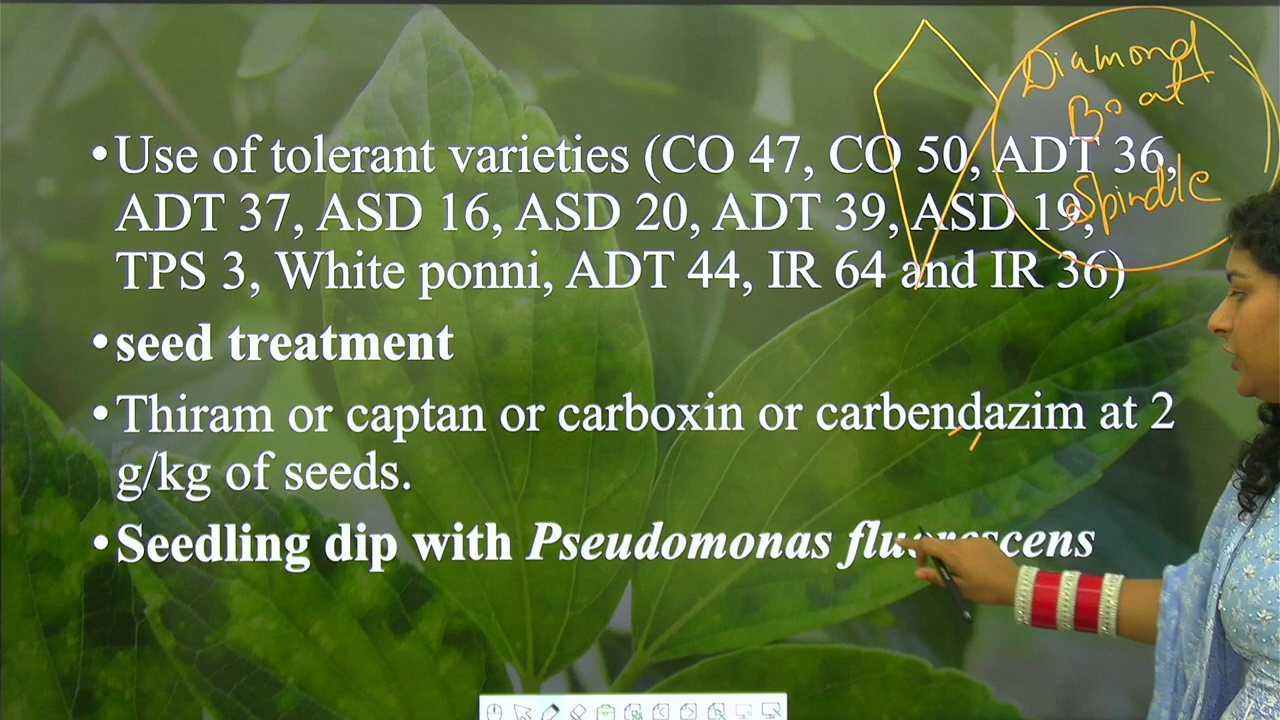 Diamond
Boat
Spindle
•Use of tolerant varieties (CO 47, CO 50, ADT 36,
ADT 37, ASD 16, ASD 20, ADT 39, ASD 19,
TPS 3, White ponni, ADT 44, IR 64 and IR 36)
•seed treatment
•Thiram or captan or carboxin or carbendazim at 2
g/kg of seeds.
•Seedling dip with Pseudomonas fluorescens